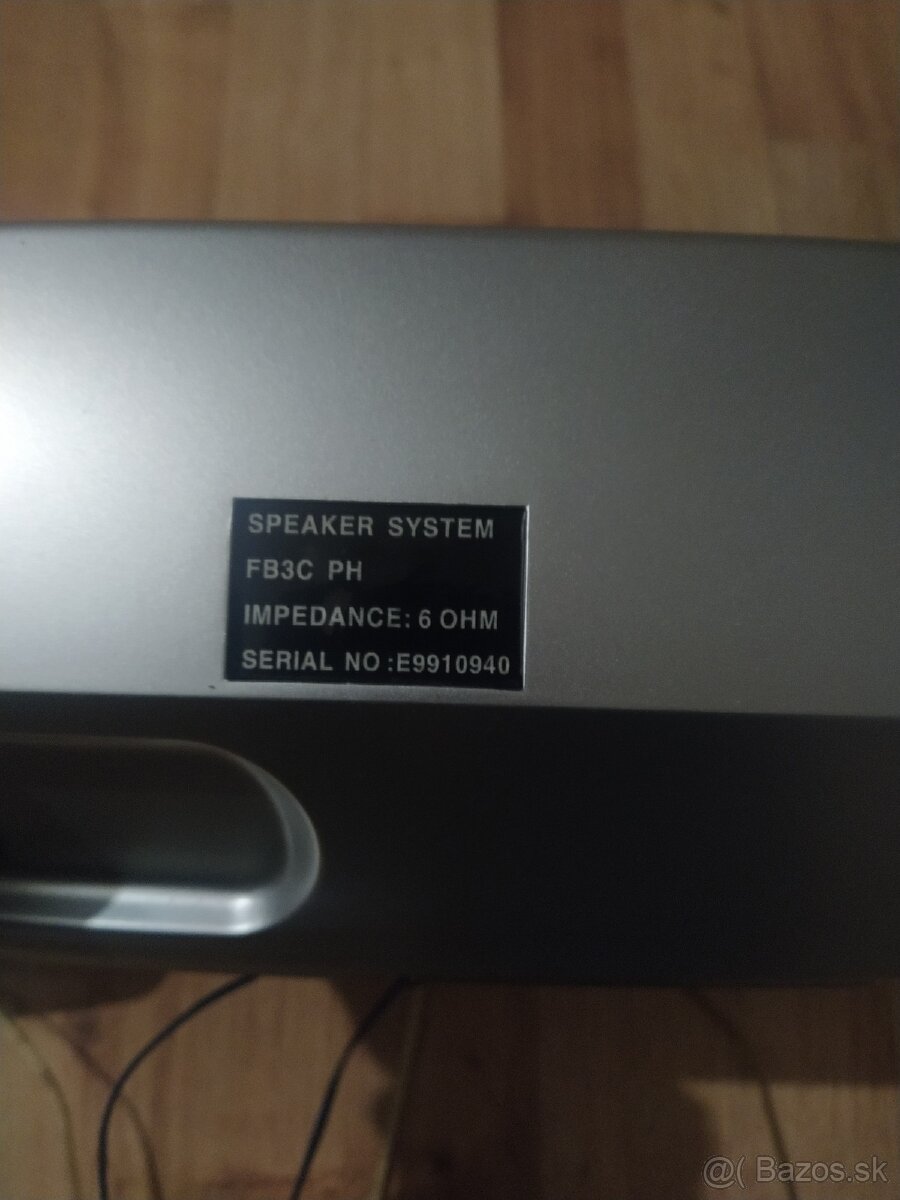 SPEAKER SYSTEM
FB3C PH
IMPEDANCE: 6 OHM
SERIAL NO :E9910940
@( Bazos.sk